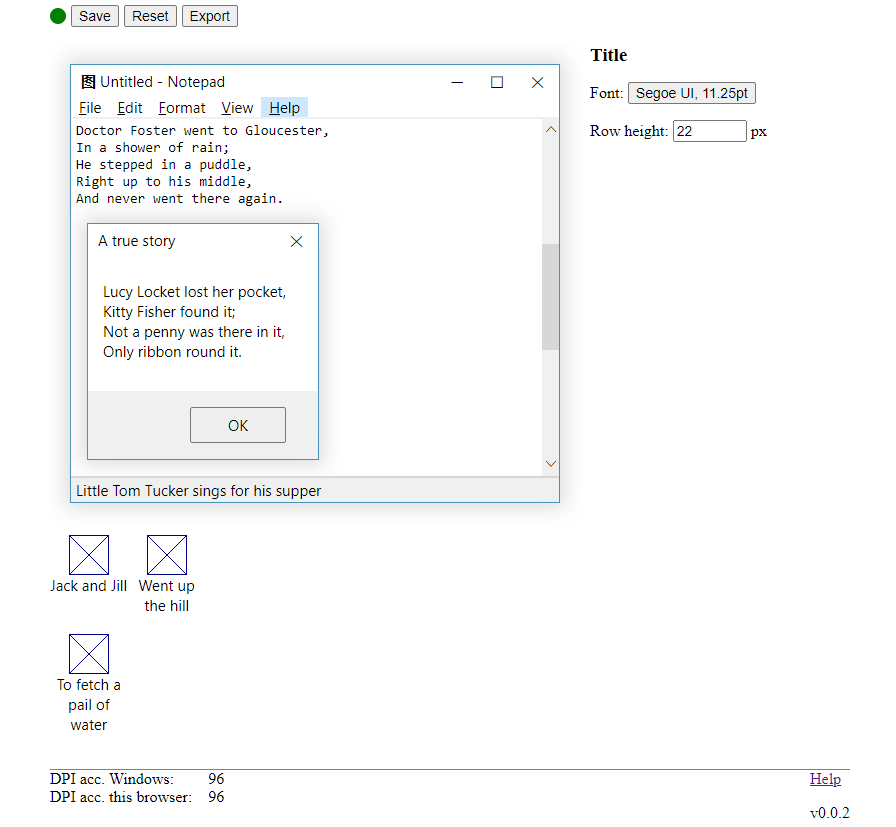 Save Reset Export
Title
图 Untitled - Notepad
Font: Segoe UI, 11.25pt
File Edit Format View Help
Row height: 22 px
Doctor Foster went to Gloucester,
In a shower of rain;
He stepped in a puddle,
Right up to his middle,
And never went there again.
A true story
Lucy Locket lost her pocket,
Kitty Fisher found it;
Not a penny was there in it,
Only ribbon round it.
OK
Little Tom Tucker sings for his supper
Jack and Jill
Went up
the hill
To fetch a
pail of
water
DPI acc. Windows: 96
DPI acc. this browser: 96
Help
v0.0.2